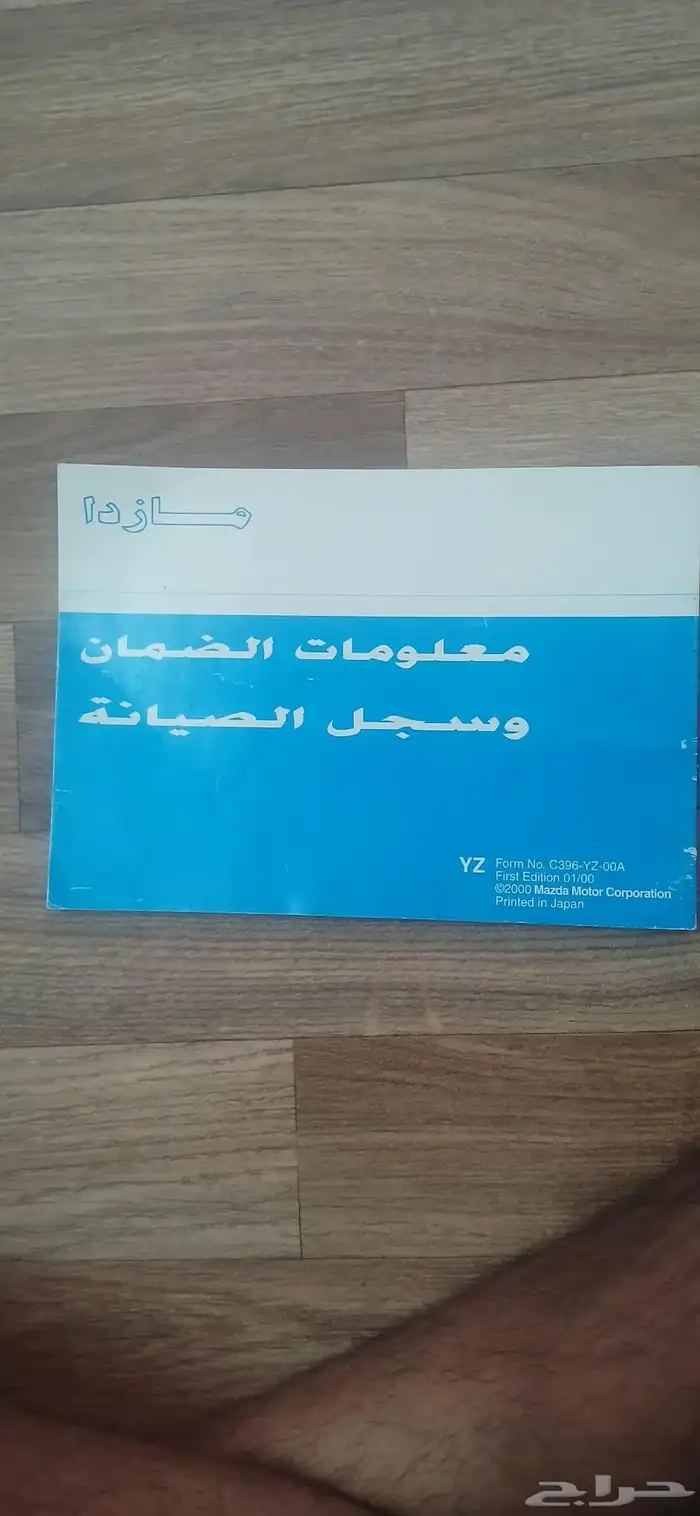 مازدا
معلومات الضمان
وسجل الصيانة
YZ Form No. C396-YZ-00A
First Edition 01/00
©2000 Mazda Motor Corporation
Printed in Japan
حراج